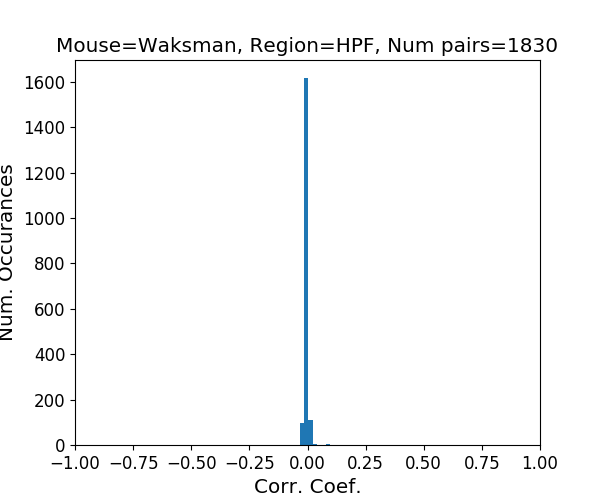 Mouse=Waksman, Region=HPF, Num pairs=1830
Num. Occurances
1600
1400
1200
1000
800
600
400
200
0
−1.00 −0.75 −0.50 −0.25 0.00 0.25 0.50 0.75 1.00
Corr. Coef.